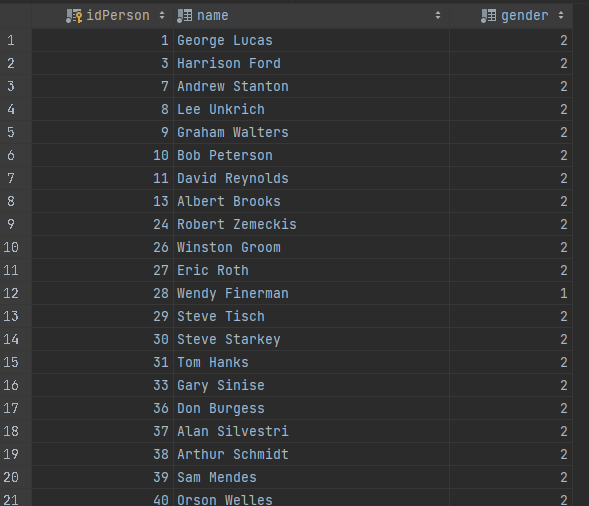 idPerson name gender
1 1 George Lucas 2
2 3 Harrison Ford 2
3 7 Andrew Stanton 2
4 8 Lee Unkrich 2
5 9 Graham Walters 2
6 10 Bob Peterson 2
7 11 David Reynolds 2
8 13 Albert Brooks 2
9 24 Robert Zemeckis 2
10 26 Winston Groom 2
11 27 Eric Roth 2
12 28 Wendy Finerman 1
13 29 Steve Tisch 2
14 30 Steve Starkey 2
15 31 Tom Hanks 2
16 33 Gary Sinise 2
17 36 Don Burgess 2
18 37 Alan Silvestri 2
19 38 Arthur Schmidt 2
20 39 Sam Mendes 2
21 40 Orson Welles 2